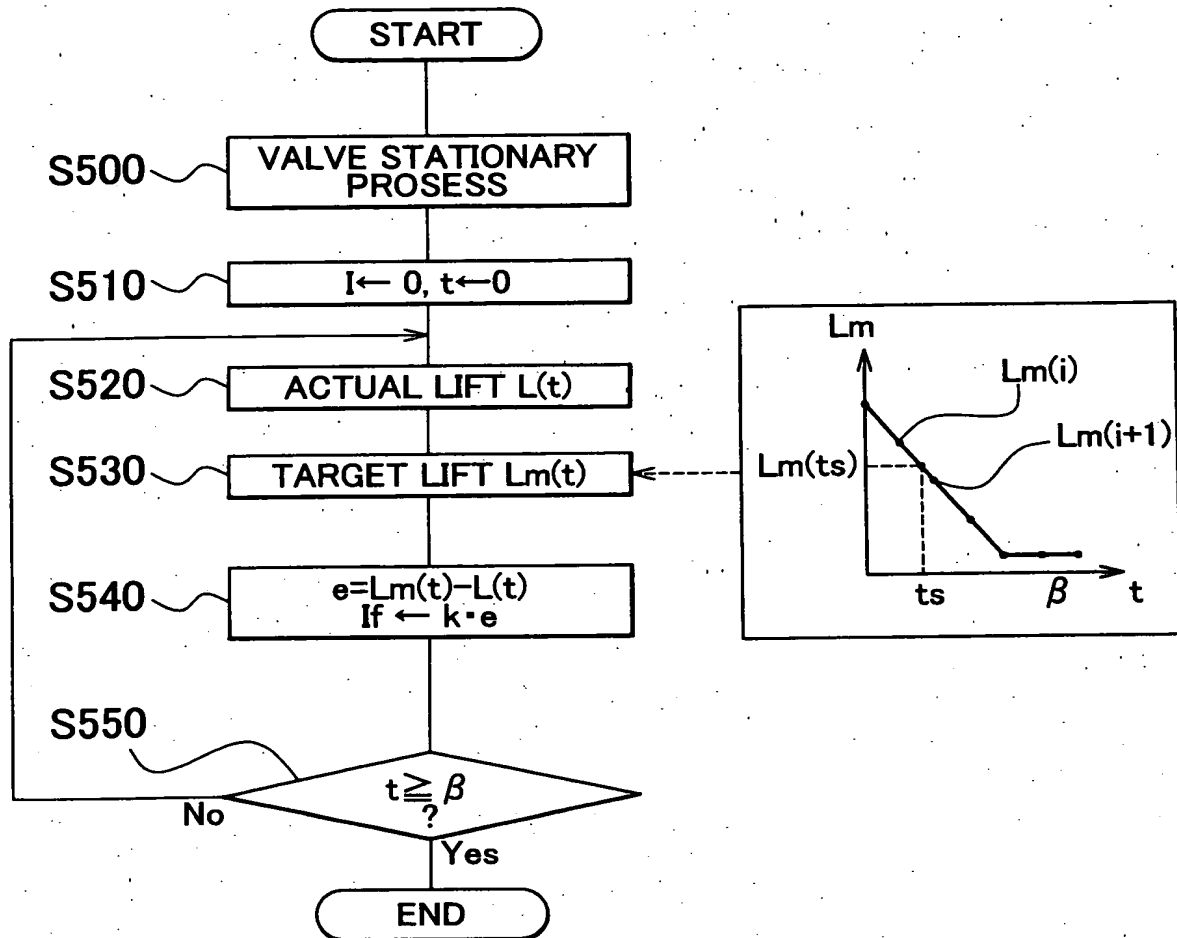 START
S500
VALVE STATIONARY
PROSESS
S510
I← 0, t←0
S520
ACTUAL LIFT L(t)
S530
TARGET LIFT Lm(t)
S540
e=Lm(t)-L(t)
If ← k・e
S550
t≧β
?
No
Yes
END
Lm
Lm(i)
Lm(i+1)
Lm(ts)
ts
β
t